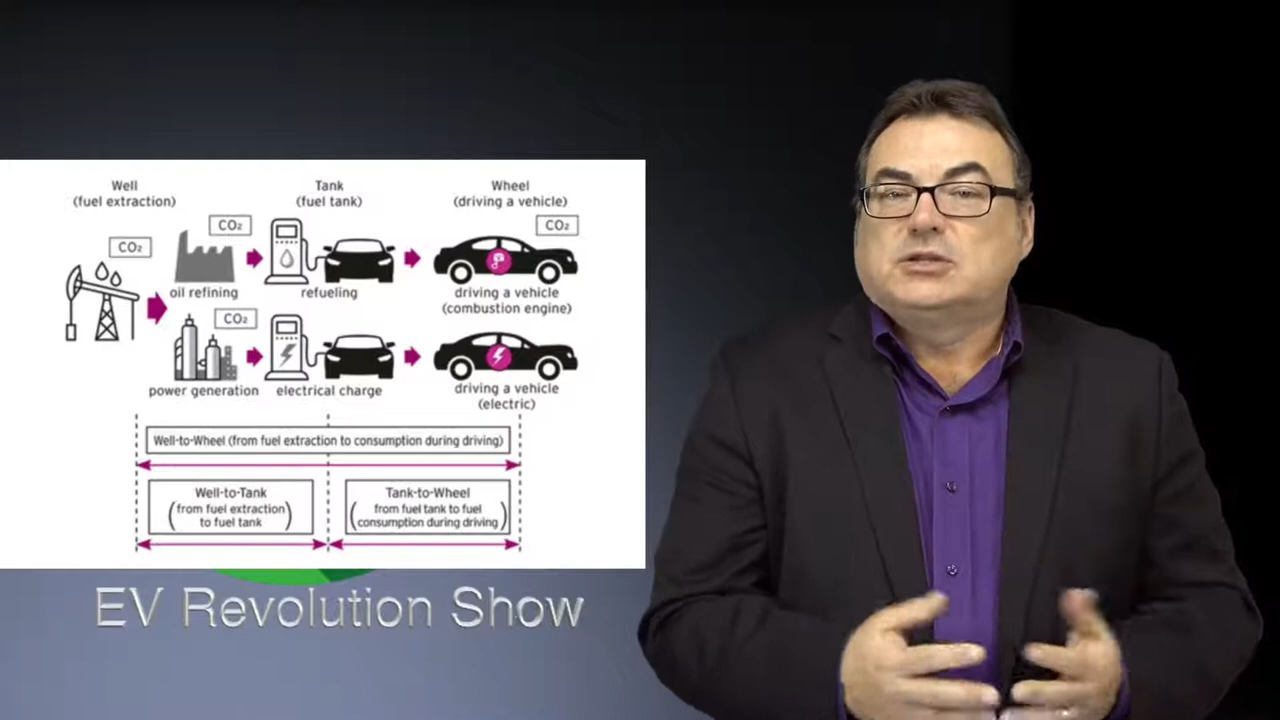 Well
(fuel extraction)
Tank
(fuel tank)
Wheel
(driving a vehicle)
CO₂
CO₂
CO₂
oil refining
refueling
driving a vehicle
(combustion engine)
CO₂
power generation
electrical charge
driving a vehicle
(electric)
Well-to-Wheel (from fuel extraction to consumption during driving)
Well-to-Tank
(from fuel extraction
to fuel tank)
Tank-to-Wheel
(from fuel tank to fuel
consumption during driving)
EV Revolution Show